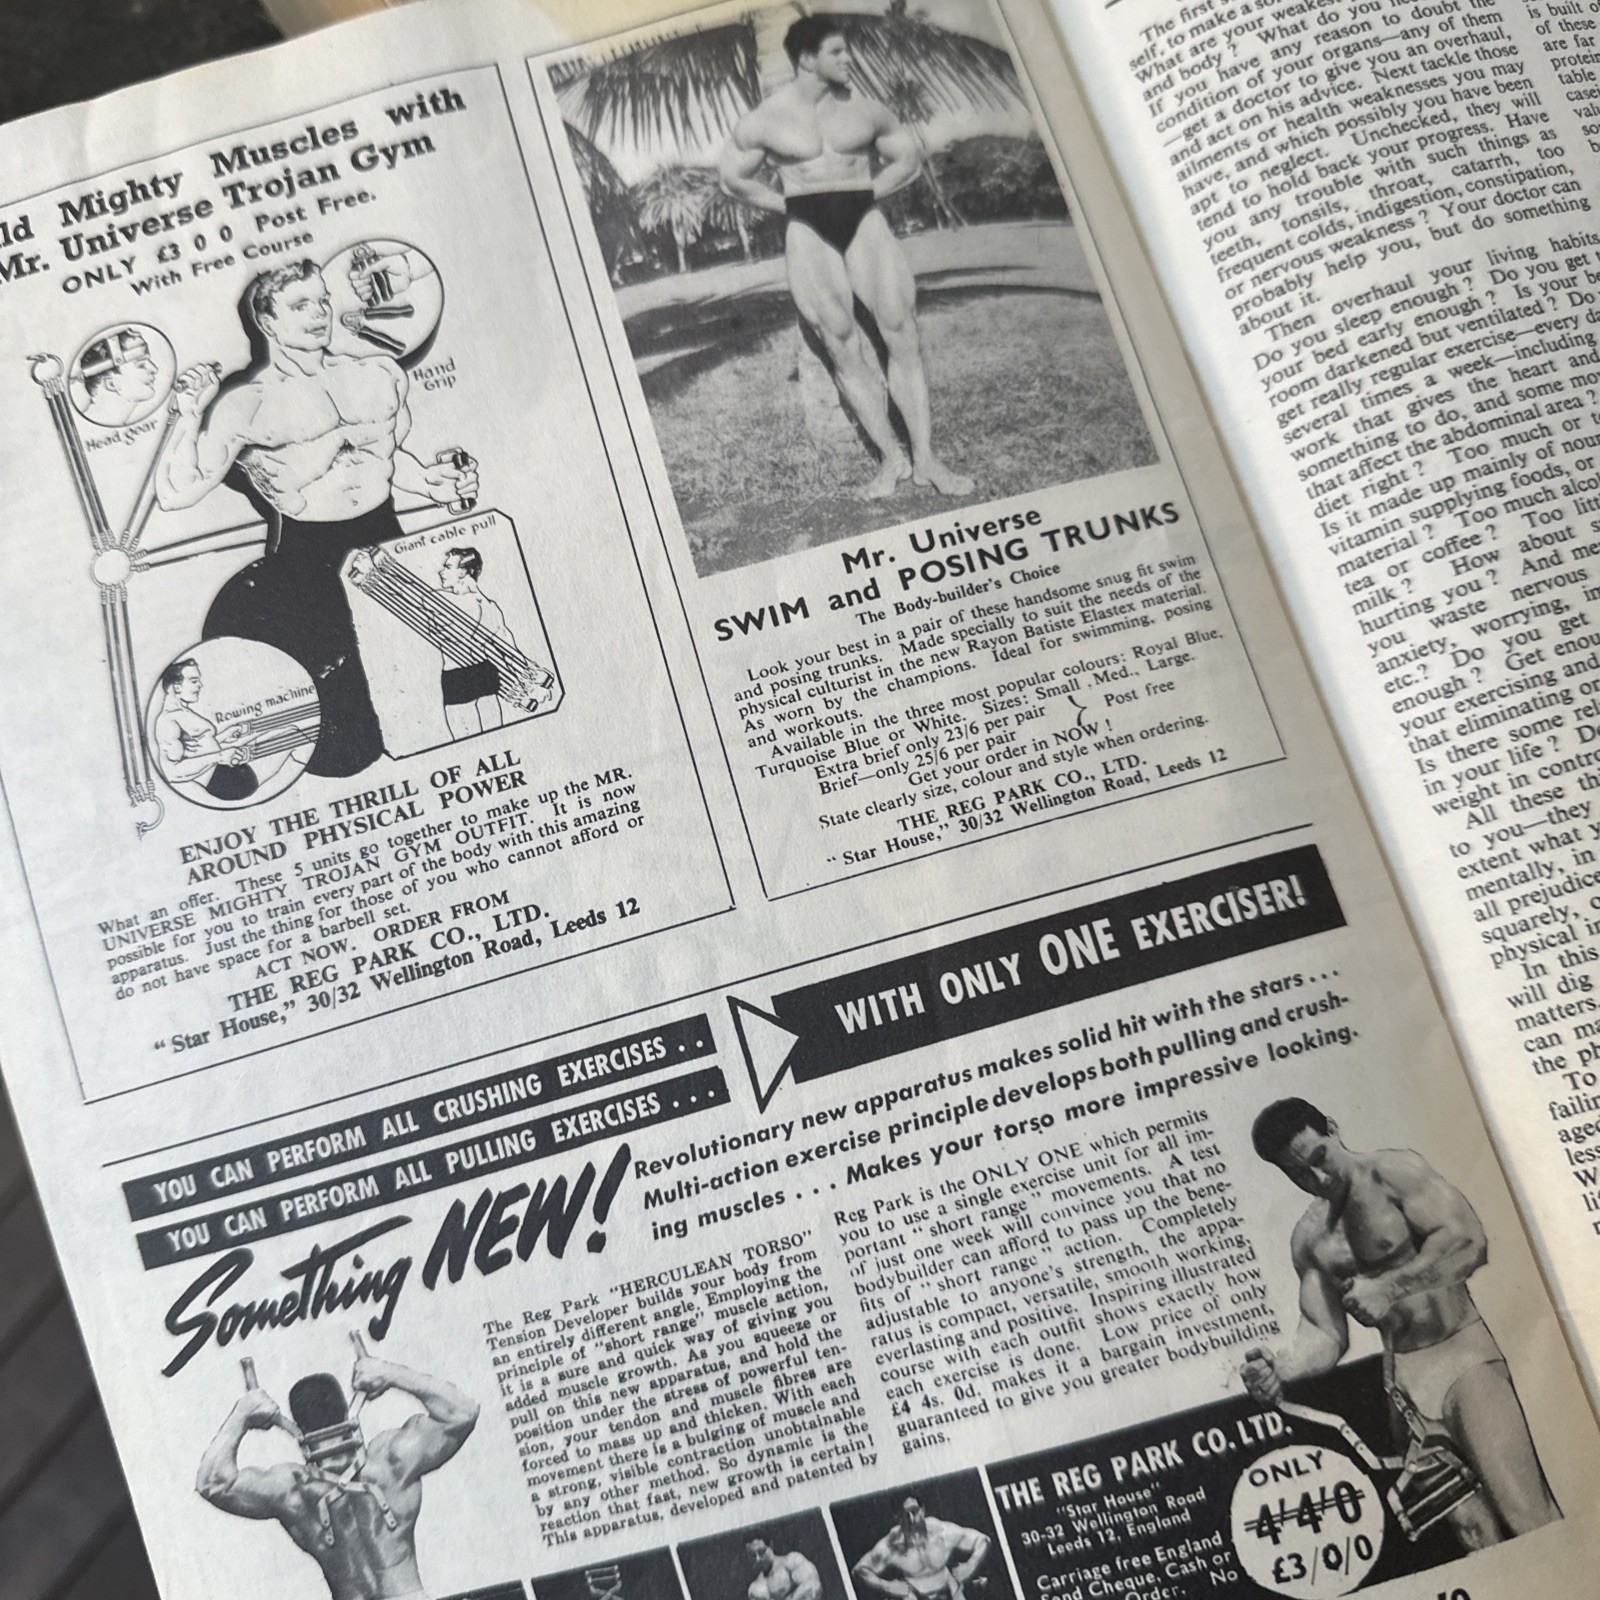 ld Mighty Muscles with
Mr. Universe Trojan Gym
ONLY £3 0 0 Post Free.
With Free Course
Head gear
Hand
Grip
Giant cable pull
Rowing machine
ENJOY THE THRILL OF ALL
AROUND PHYSICAL POWER
What an offer. These 5 units go together to make up the MR.
UNIVERSE MIGHTY TROJAN GYM OUTFIT. It is now
possible for you to train every part of the body with this amazing
apparatus. Just the thing for those of you who cannot afford or
do not have space for a barbell set.
ACT NOW. ORDER FROM
THE REG PARK CO., LTD.
“ Star House,” 30/32 Wellington Road, Leeds 12
Mr. Universe
SWIM and POSING TRUNKS
The Body-builder's Choice
Look your best in a pair of these handsome snug fit swim
and posing trunks. Made specially to suit the needs of the
physical culturist in the new Rayon Batiste Elastex material.
As worn by the champions. Ideal for swimming, posing
and workouts.
Available in the three most popular colours: Royal Blue,
Turquoise Blue or White. Sizes: Small, Med., Large.
Extra brief only 23/6 per pair
Brief—only 25/6 per pair
Post free
Get your order in NOW !
State clearly size, colour and style when ordering.
THE REG PARK CO., LTD.
“ Star House,” 30/32 Wellington Road, Leeds 12
YOU CAN PERFORM ALL CRUSHING EXERCISES . .
YOU CAN PERFORM ALL PULLING EXERCISES . . .
WITH ONLY ONE EXERCISER!
Something NEW!
Revolutionary new apparatus makes solid hit with the stars . . .
Multi-action exercise principle develops both pulling and crush-
ing muscles . . . Makes your torso more impressive looking.
The Reg Park “HERCULEAN TORSO”
Tension Developer builds your body from
an entirely different angle. Employing the
principle of “short range” muscle action,
it is a sure and quick way of giving you
added muscle growth. As you squeeze or
pull on this new apparatus, and hold the
position under the stress of powerful ten-
sion, your tendon and muscle fibres are
forced to mass up and thicken. With each
movement there is a bulging of muscle and
a strong, visible contraction unobtainable
by any other method. So dynamic is the
reaction that fast, new growth is certain!
This apparatus, developed and patented by
Reg Park is the ONLY ONE which permits
you to use a single exercise unit for all im-
portant “ short range ” movements. A test
of just one week will convince you that no
bodybuilder can afford to pass up the bene-
fits of “ short range ” action. Completely
adjustable to anyone's strength, the appa-
ratus is compact, versatile, smooth working,
everlasting and positive. Inspiring illustrated
course with each outfit shows exactly how
each exercise is done. Low price of only
£4 4s. 0d. makes it a bargain investment,
guaranteed to give you greater bodybuilding
gains.
THE REG PARK CO. LTD.
"Star House"
30-32 Wellington Road
Leeds 12, England
Carriage free England
Send Cheque, Cash or
Order. No
ONLY
4/4/0
£3/0/0
The first s
self, to make a so
What are your weakest
and body ? What do you
If you have any reason to doubt the
condition of your organs—any of them
—get a doctor to give you an overhaul,
and act on his advice. Next tackle those
ailments or health weaknesses you may
have, and which possibly you have been
apt to neglect. Unchecked, they will
tend to hold back your progress. Have
you any trouble with such things as
teeth, tonsils, throat, catarrh, too
frequent colds, indigestion, constipation,
or nervous weakness ? Your doctor can
probably help you, but do something
about it.
Then overhaul your living habits
Do you sleep enough ? Do you get
your bed early enough ? Is your be
room darkened but ventilated ? Do
get really regular exercise—every da
several times a week—including
work that gives the heart and
something to do, and some mo
that affect the abdominal area ?
diet right ? Too much or t
Is it made up mainly of nour
vitamin supplying foods, or
material ? Too much alco
tea or coffee ? Too littl
milk ? How about s
hurting you ? And me
you waste nervous
anxiety, worrying, i
etc.? Do you get
enough ? Get enou
your exercising and
that eliminating or
Is there some rel
in your life ? Do
weight in contro
All these thi
to you—they
extent what y
mentally, in
all prejudice
squarely, o
physical i
In this
will dig
matters.
can ma
the ph
To
failin
aged
less
W
li
is built o
of these
are far
protein
table
casei
val
so
b